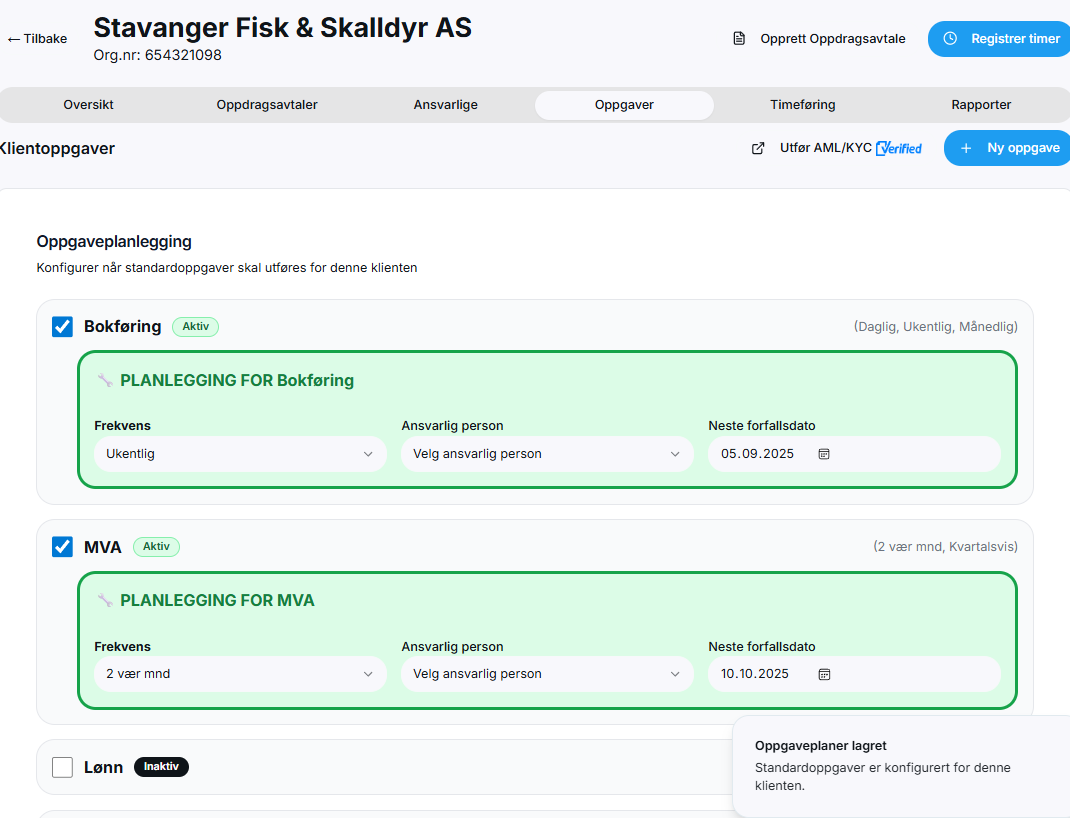 ← Tilbake
Stavanger Fisk & Skalldyr AS
Org.nr: 654321098
Opprett Oppdragsavtale
Registrer timer
Oversikt
Oppdragsavtaler
Ansvarlige
Oppgaver
Timeføring
Rapporter
Klientoppgaver
Utfør AML/KYC Verified
+ Ny oppgave
Oppgaveplanlegging
Konfigurer når standardoppgaver skal utføres for denne klienten
Bokføring Aktiv
(Daglig, Ukentlig, Månedlig)
PLANLEGGING FOR Bokføring
Frekvens
Ansvarlig person
Neste forfallsdato
Ukentlig
Velg ansvarlig person
05.09.2025
MVA Aktiv
(2 vær mnd, Kvartalsvis)
PLANLEGGING FOR MVA
Frekvens
Ansvarlig person
Neste forfallsdato
2 vær mnd
Velg ansvarlig person
10.10.2025
Lønn Inaktiv
Oppgaveplaner lagret
Standardoppgaver er konfigurert for denne
klienten.